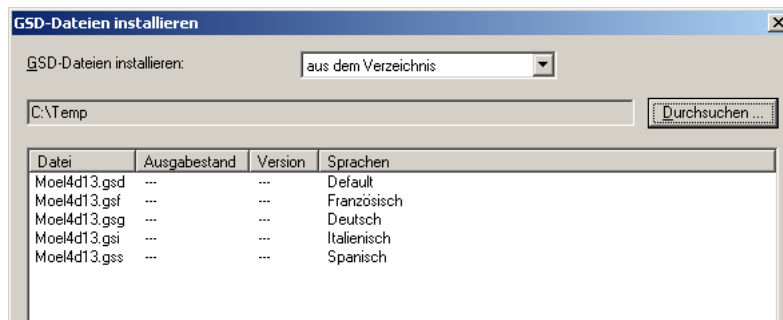 GSD-Dateien installieren
GSD-Dateien installieren: aus dem Verzeichnis
C:\Temp Durchsuchen ...
Datei Ausgabestand Version Sprachen
Moel4d13.gsd --- --- Default
Moel4d13.gsf --- --- Französisch
Moel4d13.gsg --- --- Deutsch
Moel4d13.gsi --- --- Italienisch
Moel4d13.gss --- --- Spanisch